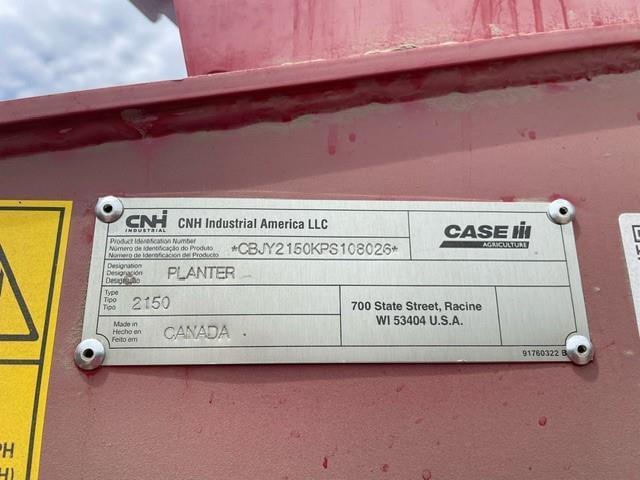 CNH INDUSTRIAL
CNH Industrial America LLC
Product Identification Number
Número de Identificação do Produto
Número de Identificacion del Producto
*CBJY2150KPS108026*
CASE IH
AGRICULTURE
Designation
Designación
Designação
PLANTER
Type
Tipo
Tipo
2150
Made in
Hecho en
Feito em
CANADA
700 State Street, Racine
WI 53404 U.S.A.
91760322 B
PH
H)